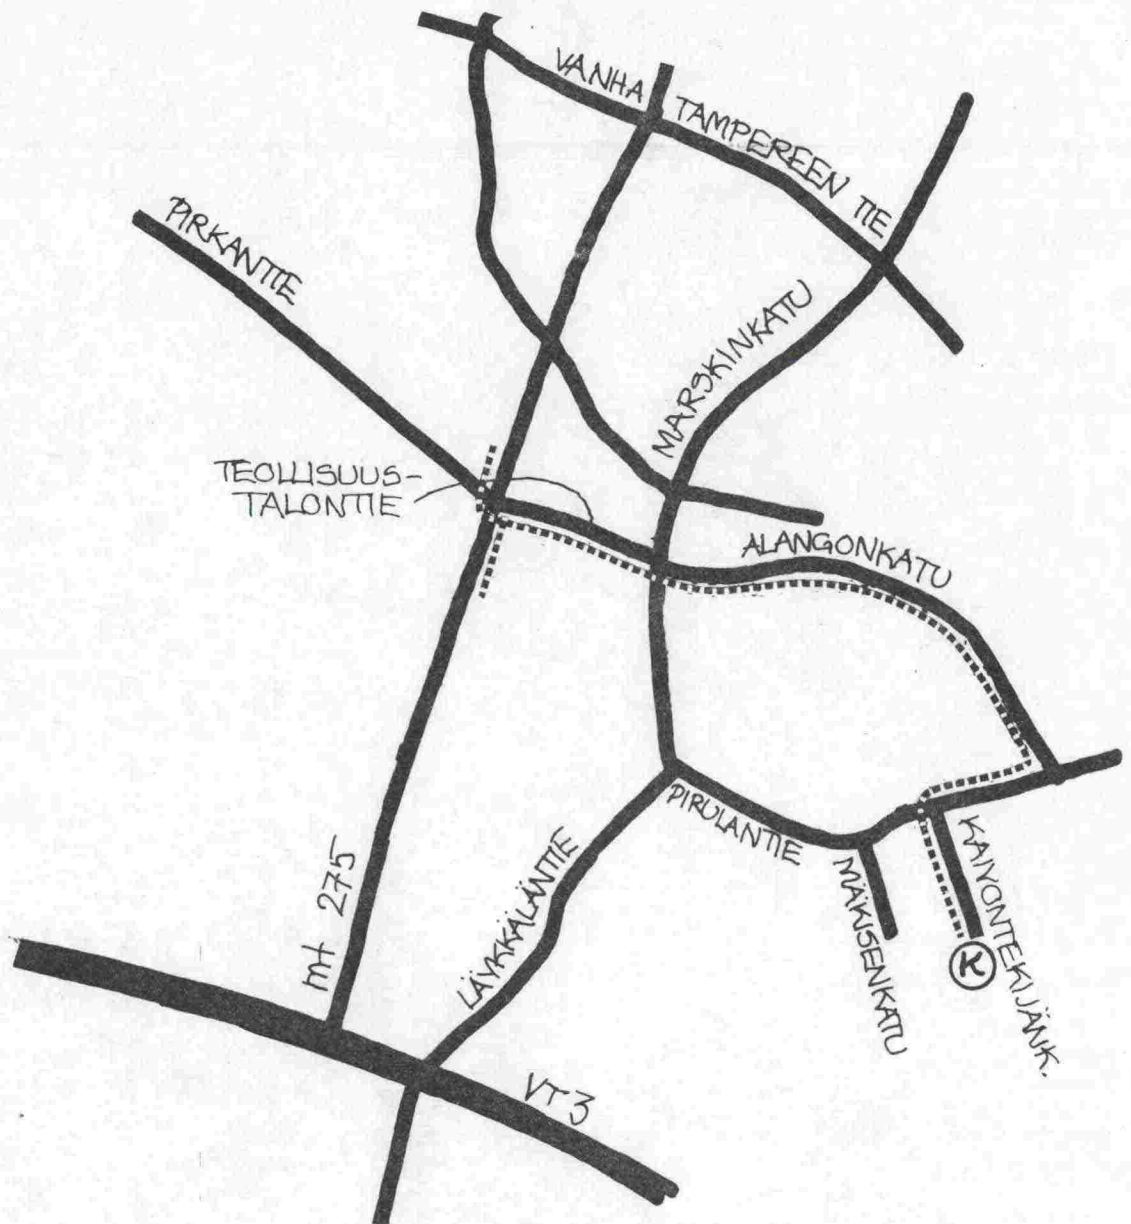 VANHA TAMPEREEN TIE
PIRKANTIE
MARSKINKATU
TEOLLISUUS-
TALONTIE
ALANGONKATU
PIRULANTIE
KAIVONTEKIJÄNK.
MÄKISENKATU
LÄYKKÄLÄNTIE
mt 275
K
VT 3